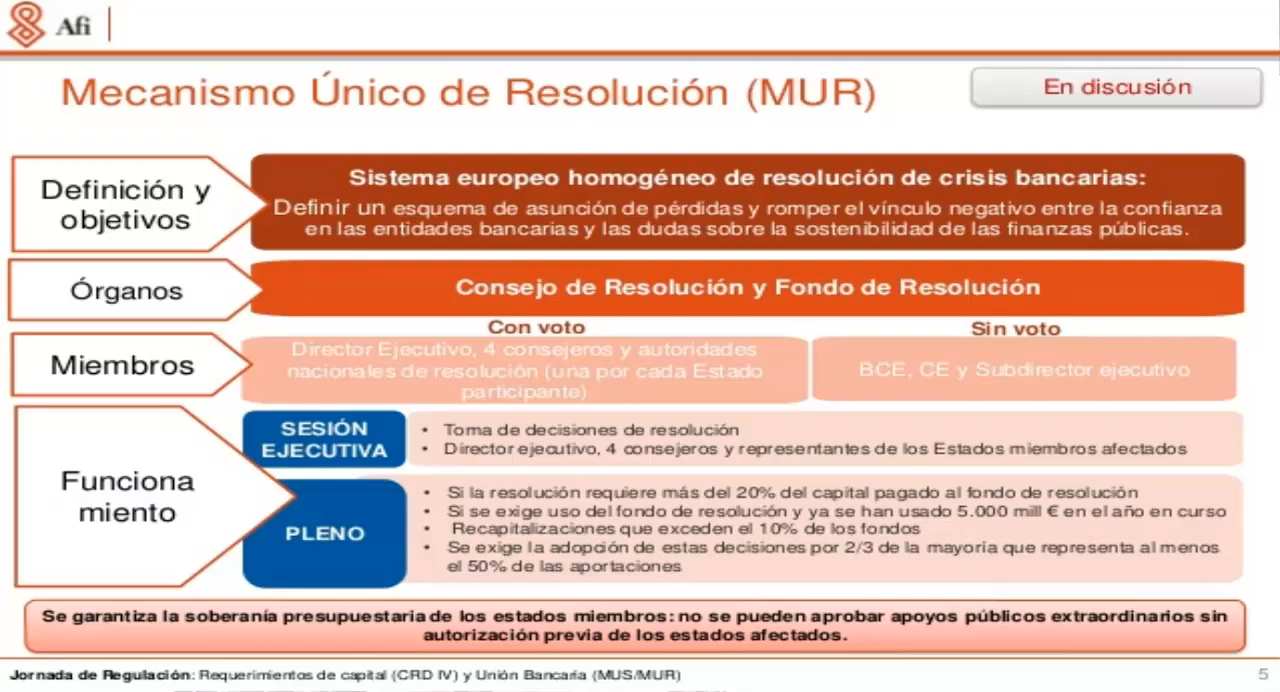 Afi
Mecanismo Único de Resolución (MUR)
En discusión
Definición y
objetivos
Sistema europeo homogéneo de resolución de crisis bancarias:
Definir un esquema de asunción de pérdidas y romper el vínculo negativo entre la confianza
en las entidades bancarias y las dudas sobre la sostenibilidad de las finanzas públicas.
Órganos
Consejo de Resolución y Fondo de Resolución
Con voto
Sin voto
Miembros
Director Ejecutivo, 4 consejeros y autoridades
nacionales de resolución (una por cada Estado
participante)
BCE, CE y Subdirector ejecutivo
Funciona
miento
SESIÓN
EJECUTIVA
• Toma de decisiones de resolución
• Director ejecutivo, 4 consejeros y representantes de los Estados miembros afectados
PLENO
• Si la resolución requiere más del 20% del capital pagado al fondo de resolución
• Si se exige uso del fondo de resolución y ya se han usado 5.000 mill € en el año en curso
• Recapitalizaciones que exceden el 10% de los fondos
• Se exige la adopción de estas decisiones por 2/3 de la mayoría que representa al menos
el 50% de las aportaciones
Se garantiza la soberanía presupuestaria de los estados miembros: no se pueden aprobar apoyos públicos extraordinarios sin
autorización previa de los estados afectados.
Jornada de Regulación: Requerimientos de capital (CRD IV) y Unión Bancaria (MUS/MUR)
5